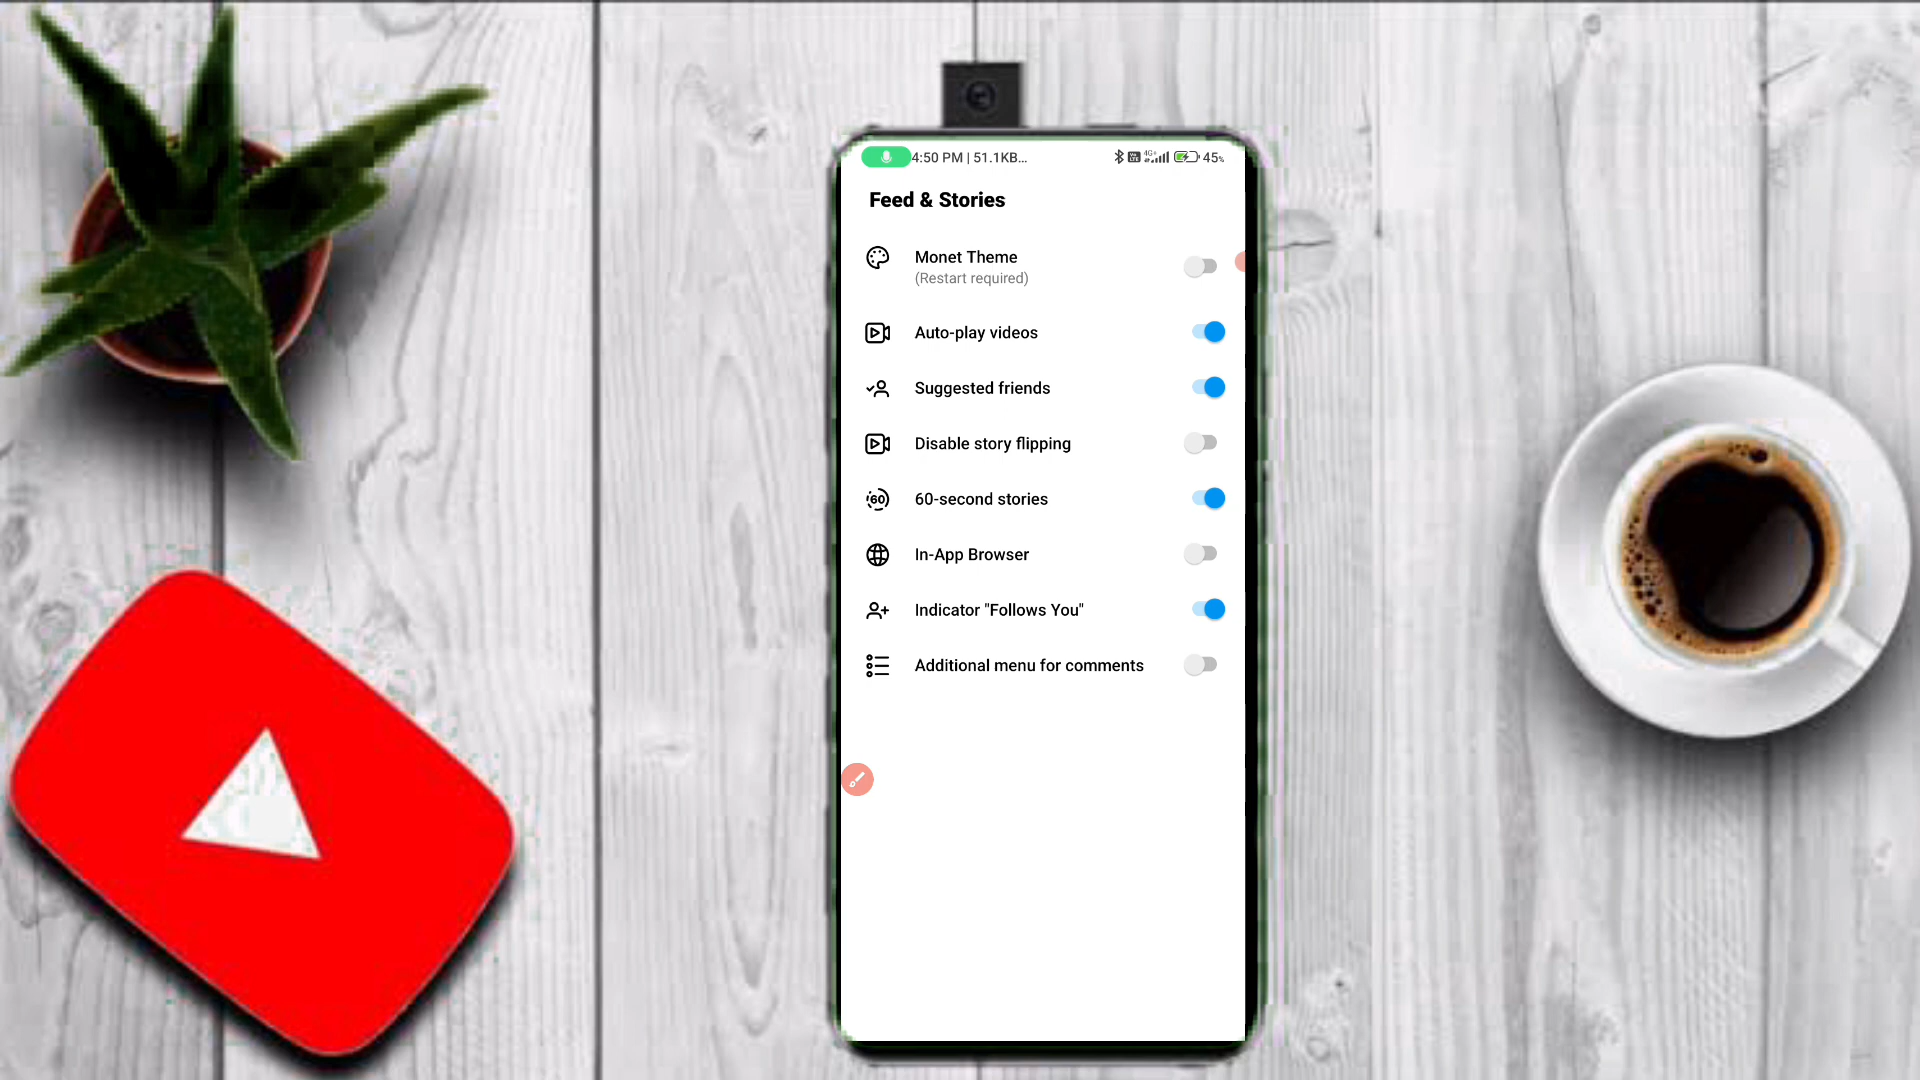 4:50 PM | 51.1KB... 45%
Feed & Stories
Monet Theme
(Restart required)
Auto-play videos
Suggested friends
Disable story flipping
60-second stories
In-App Browser
Indicator "Follows You"
Additional menu for comments